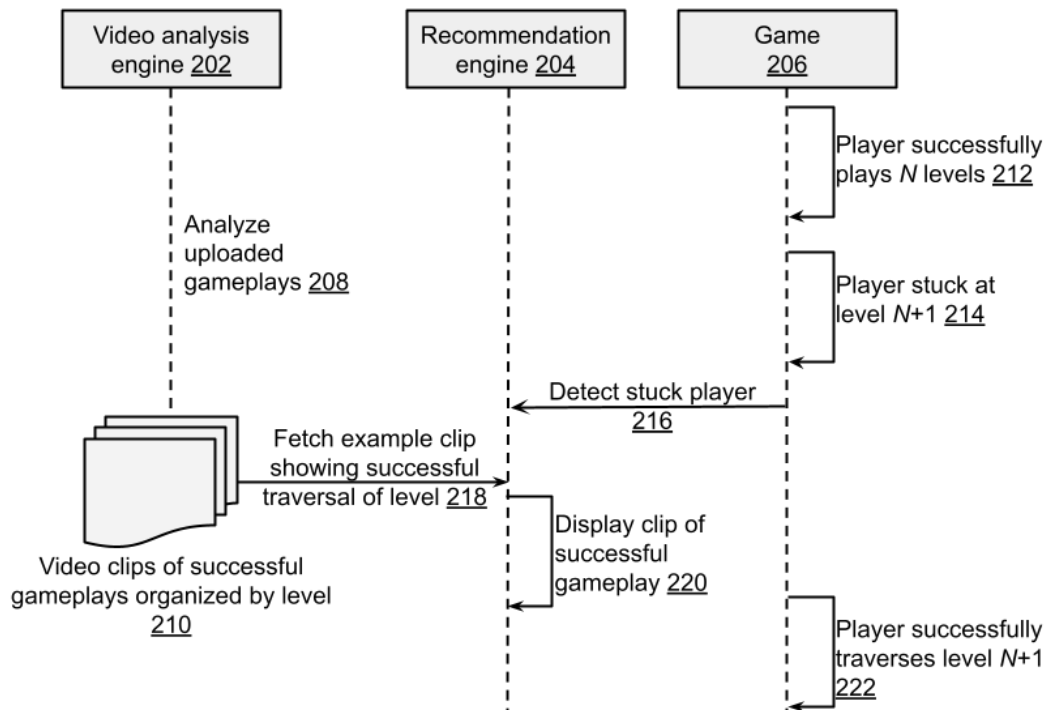 Video analysis
engine 202
Recommendation
engine 204
Game
206
Player successfully
plays N levels 212
Analyze
uploaded
gameplays 208
Player stuck at
level N+1 214
Detect stuck player
216
Fetch example clip
showing successful
traversal of level 218
Display clip of
successful
gameplay 220
Video clips of successful
gameplays organized by level
210
Player successfully
traverses level N+1
222